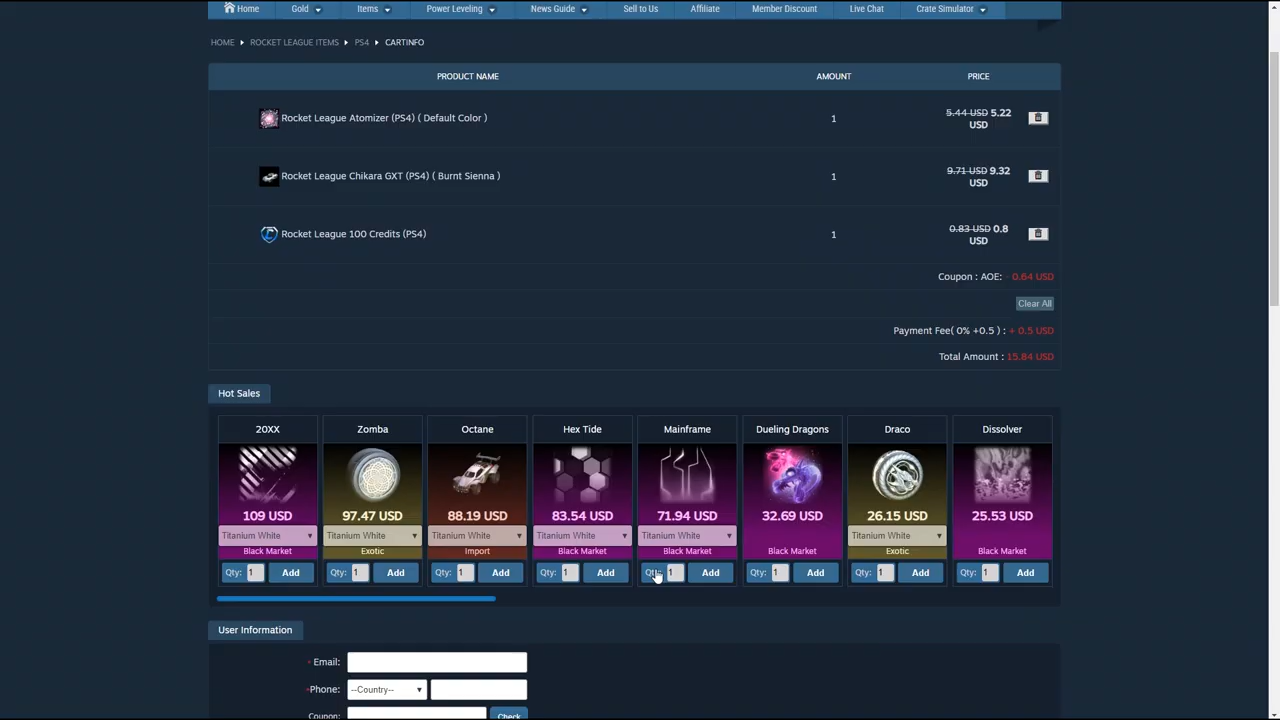 Home Gold Items Power Leveling News Guide Sell to Us Affiliate Member Discount Live Chat Crate Simulator
HOME ROCKET LEAGUE ITEMS PS4 CARTINFO
PRODUCT NAME AMOUNT PRICE
Rocket League Atomizer (PS4) ( Default Color ) 1 5.44 USD 5.22
USD
Rocket League Chikara GXT (PS4) ( Burnt Sienna ) 1 9.71 USD 9.32
USD
Rocket League 100 Credits (PS4) 1 0.83 USD 0.8
USD
Coupon : AOE: - 0.64 USD
Clear All
Payment Fee( 0% +0.5 ) : + 0.5 USD
Total Amount : 15.84 USD
Hot Sales
20XX Zomba Octane Hex Tide Mainframe Dueling Dragons Draco Dissolver
109 USD 97.47 USD 88.19 USD 83.54 USD 71.94 USD 32.69 USD 26.15 USD 25.53 USD
Titanium White Titanium White Titanium White Titanium White Titanium White Titanium White
Black Market Exotic Import Black Market Black Market Black Market Exotic Black Market
Qty: 1 Add Qty: 1 Add Qty: 1 Add Qty: 1 Add Qty: 1 Add Qty: 1 Add Qty: 1 Add Qty: 1 Add
User Information
* Email:
*Phone: --Country--
Coupon: Check